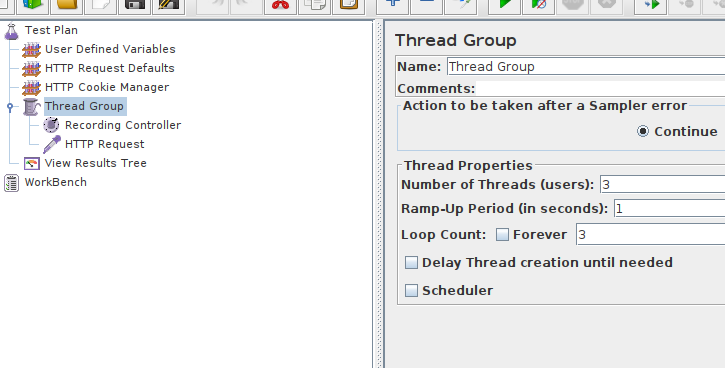 Test Plan
User Defined Variables
HTTP Request Defaults
HTTP Cookie Manager
Thread Group
Recording Controller
HTTP Request
View Results Tree
WorkBench
Thread Group
Name: Thread Group
Comments:
Action to be taken after a Sampler error
Continue
Thread Properties
Number of Threads (users): 3
Ramp-Up Period (in seconds): 1
Loop Count: Forever 3
Delay Thread creation until needed
Scheduler